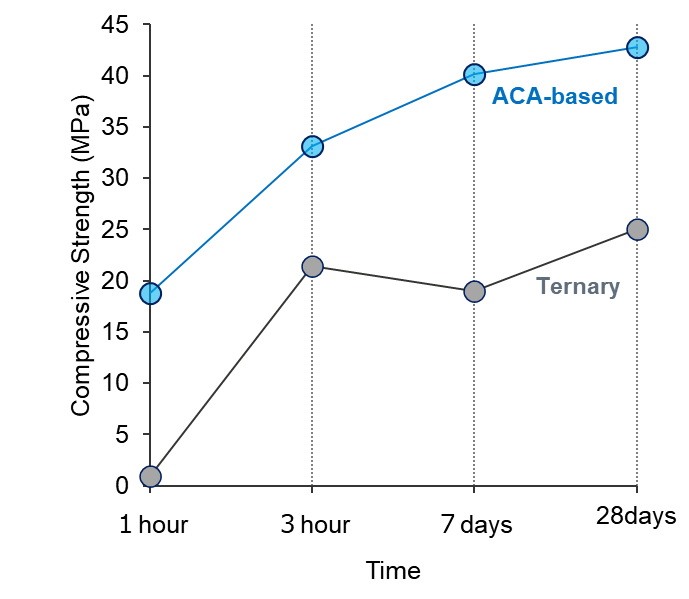 45
40
35
30
25
20
15
10
5
0
Compressive Strength (MPa)
ACA-based
Ternary
1 hour
3 hour
7 days
28days
Time